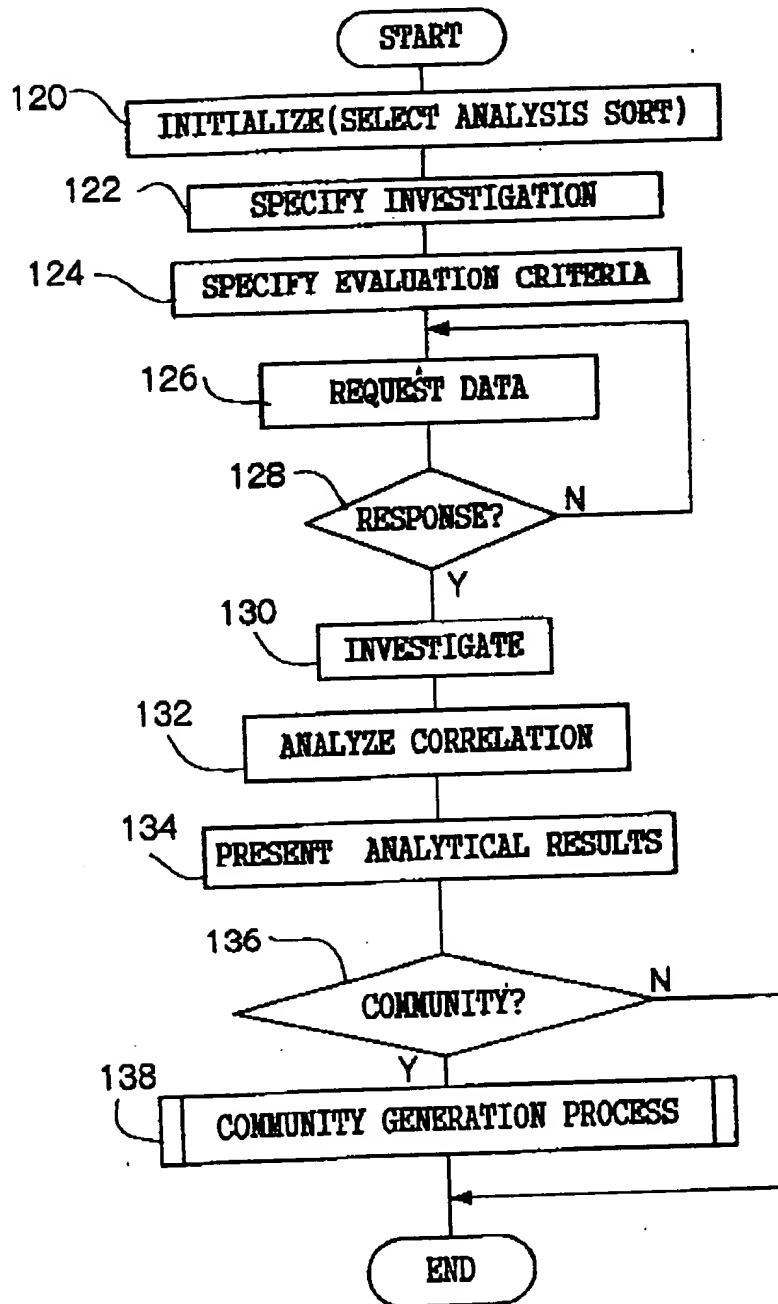 START
120
INITIALIZE(SELECT ANALYSIS SORT)
122
SPECIFY INVESTIGATION
124
SPECIFY EVALUATION CRITERIA
126
REQUEST DATA
128
RESPONSE?
N
Y
130
INVESTIGATE
132
ANALYZE CORRELATION
134
PRESENT ANALYTICAL RESULTS
136
COMMUNITY?
N
Y
138
COMMUNITY GENERATION PROCESS
END